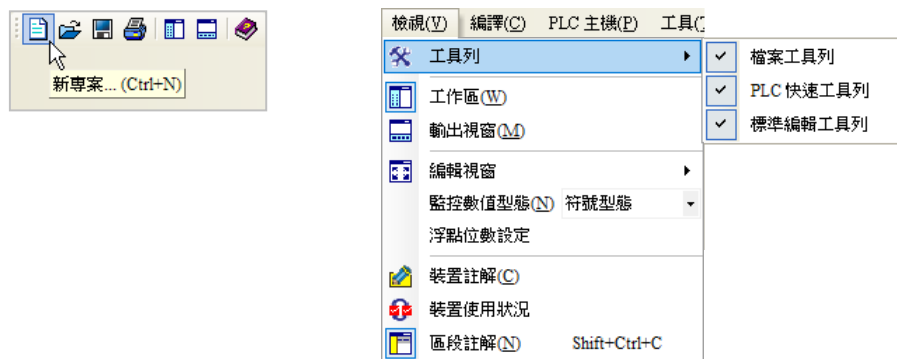 新專案... (Ctrl+N)
檢視(V) 編譯(C) PLC 主機(P) 工具(
工具列
檔案工具列
PLC 快速工具列
標準編輯工具列
工作區(W)
輸出視窗(M)
編輯視窗
監控數值型態(N) 符號型態
浮點位數設定
裝置註解(C)
裝置使用狀況
區段註解(N) Shift+Ctrl+C